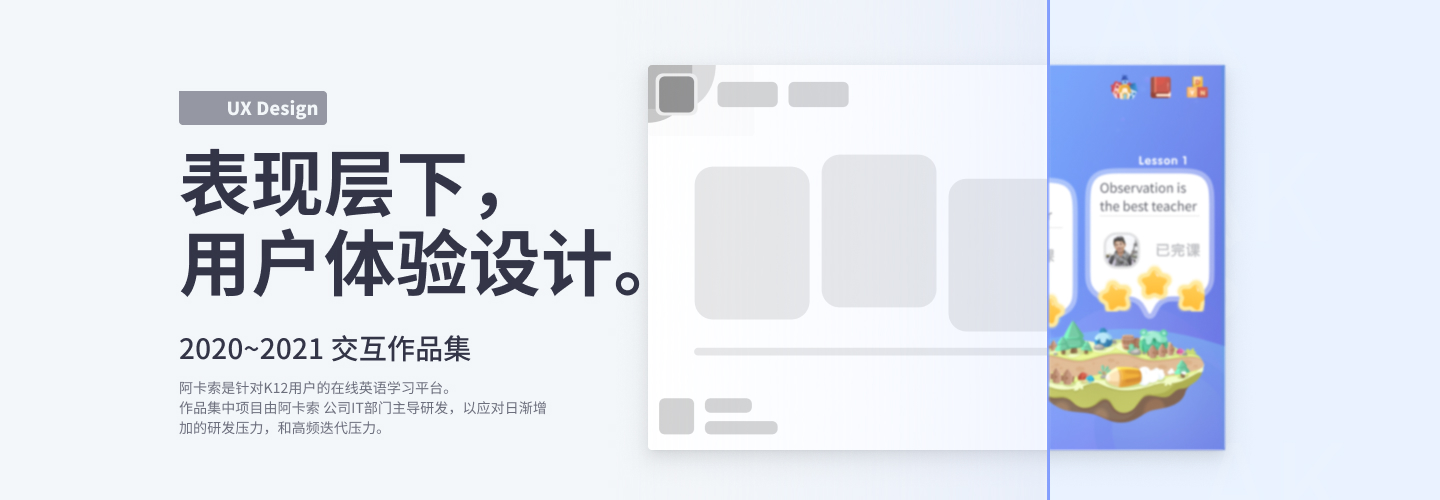 UX Design
表现层下，
用户体验设计。
2020~2021 交互作品集
阿卡索是针对K12用户的在线英语学习平台。
作品集中项目由阿卡索 公司IT部门主导研发，以应对日渐增
加的研发压力，和高频迭代压力。
Lesson 1
Observation is
the best teacher
已完课